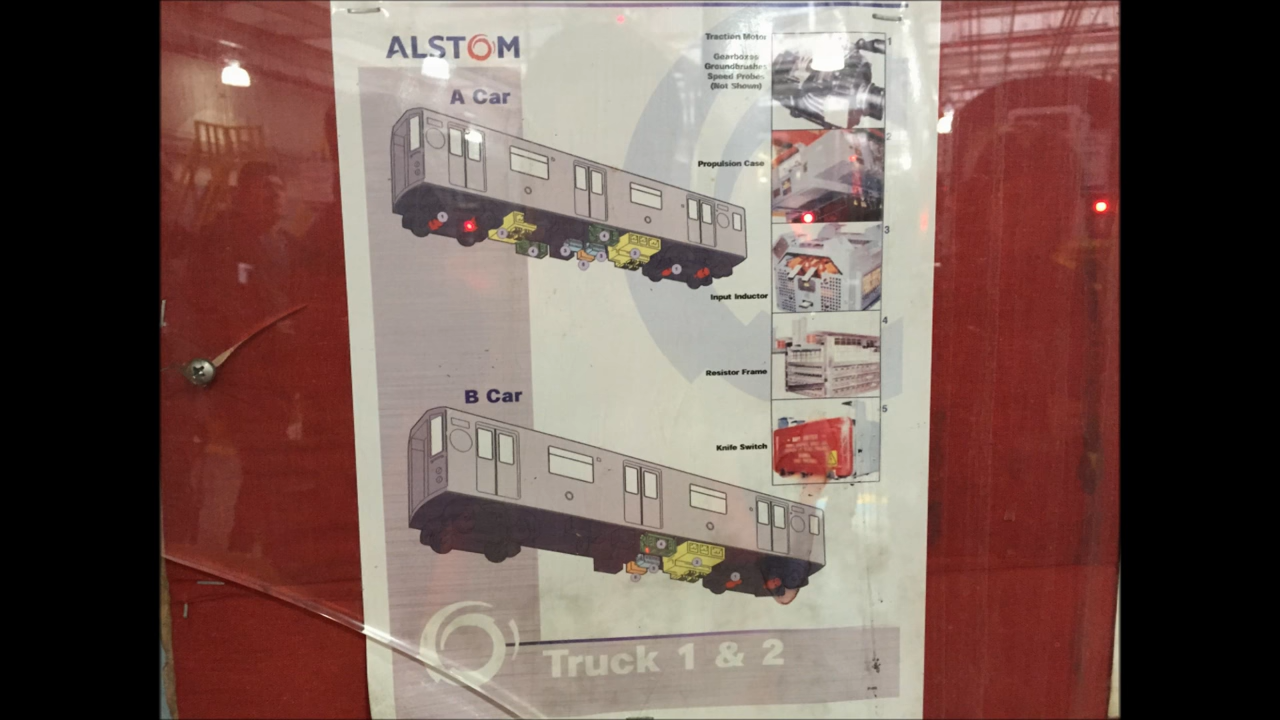 ALSTOM
A Car
Traction Motor
Gearboxes
Groundbrushes
Speed Probes
(Not Shown)
1
Propulsion Case
2
Input Inductor
3
Resistor Frame
4
Knife Switch
5
B Car
Truck 1 & 2